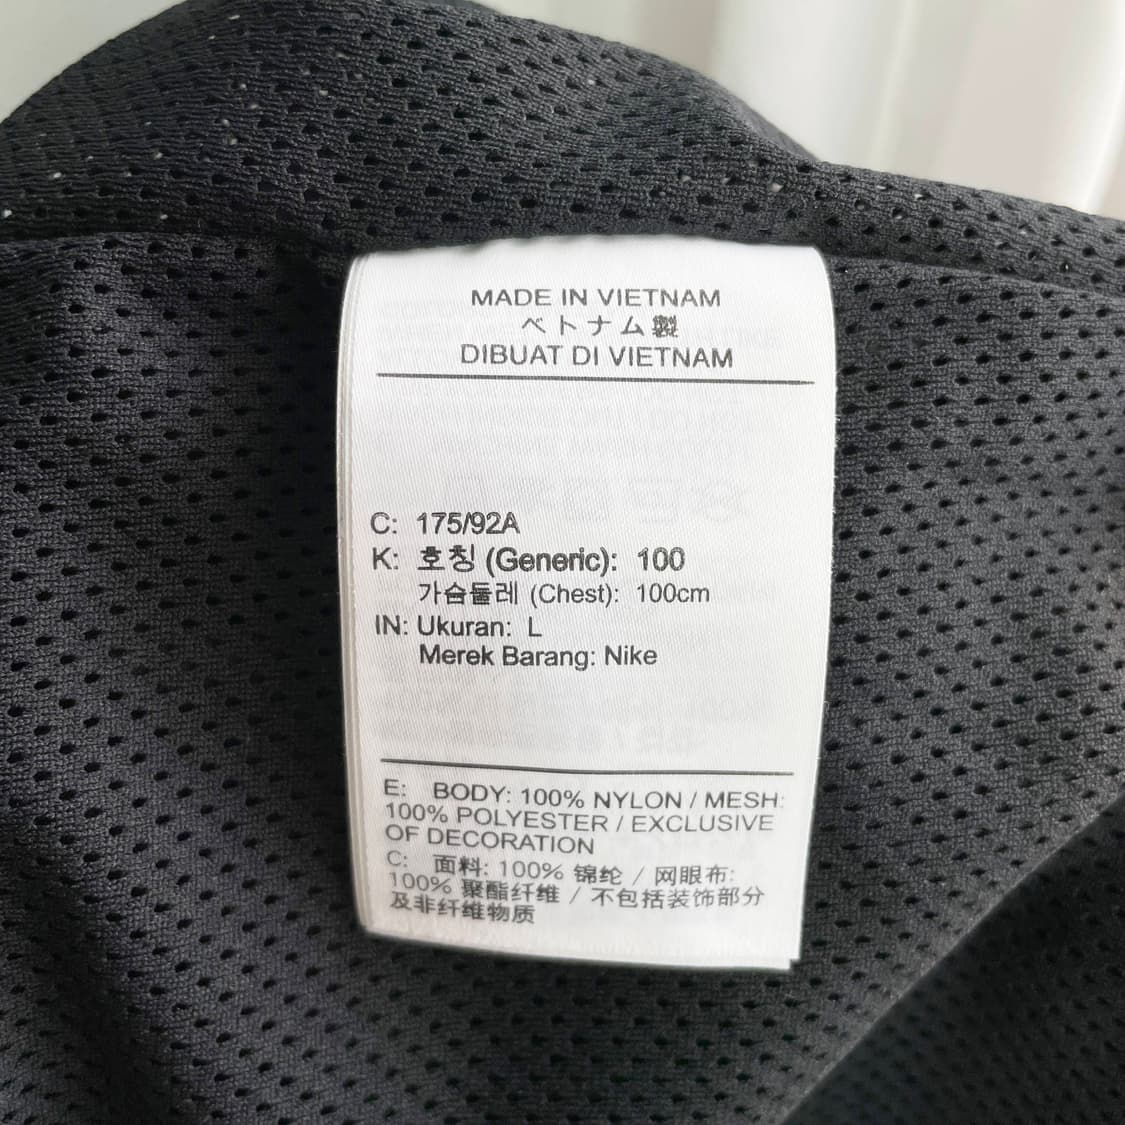 MADE IN VIETNAM
ベトナム製
DIBUAT DI VIETNAM
C: 175/92A
K: 호칭 (Generic): 100
가슴둘레 (Chest): 100cm
IN: Ukuran: L
Merek Barang: Nike
E: BODY: 100% NYLON / MESH:
100% POLYESTER / EXCLUSIVE
OF DECORATION
C: 面料: 100% 锦纶 / 网眼布:
100% 聚酯纤维 / 不包括装饰部分
及非纤维物质